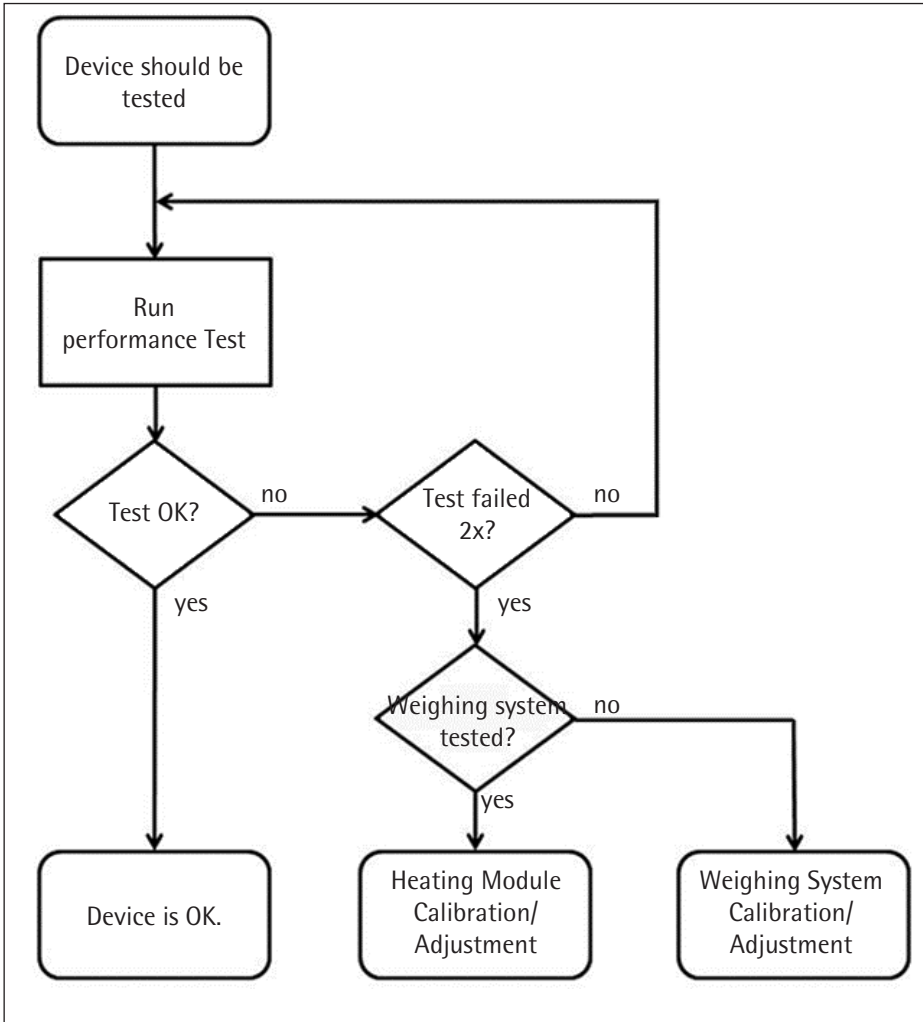 Device should be
tested
Run
performance Test
Test OK?
no
Test failed
2x?
no
yes
yes
Weighing system
tested?
no
yes
Device is OK.
Heating Module
Calibration/
Adjustment
Weighing System
Calibration/
Adjustment